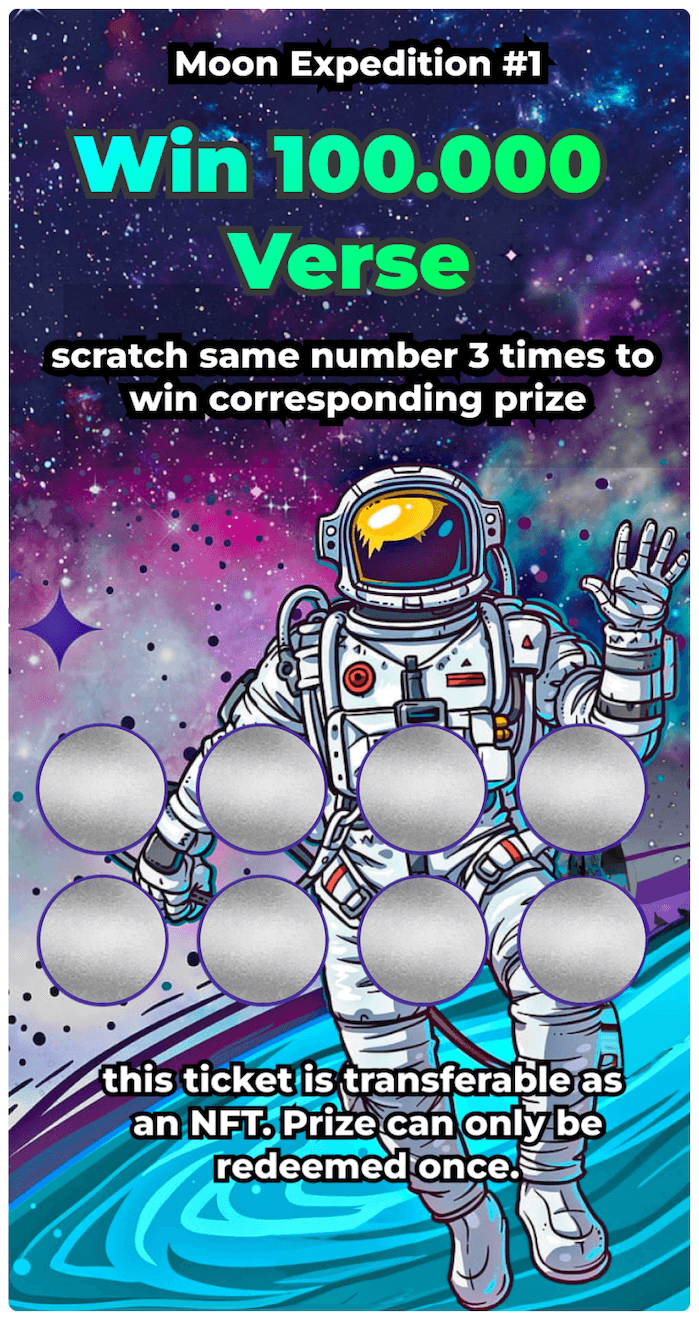 Moon Expedition #1
Win 100.000
Verse
scratch same number 3 times to
win corresponding prize
this ticket is transferable as
an NFT. Prize can only be
redeemed once.